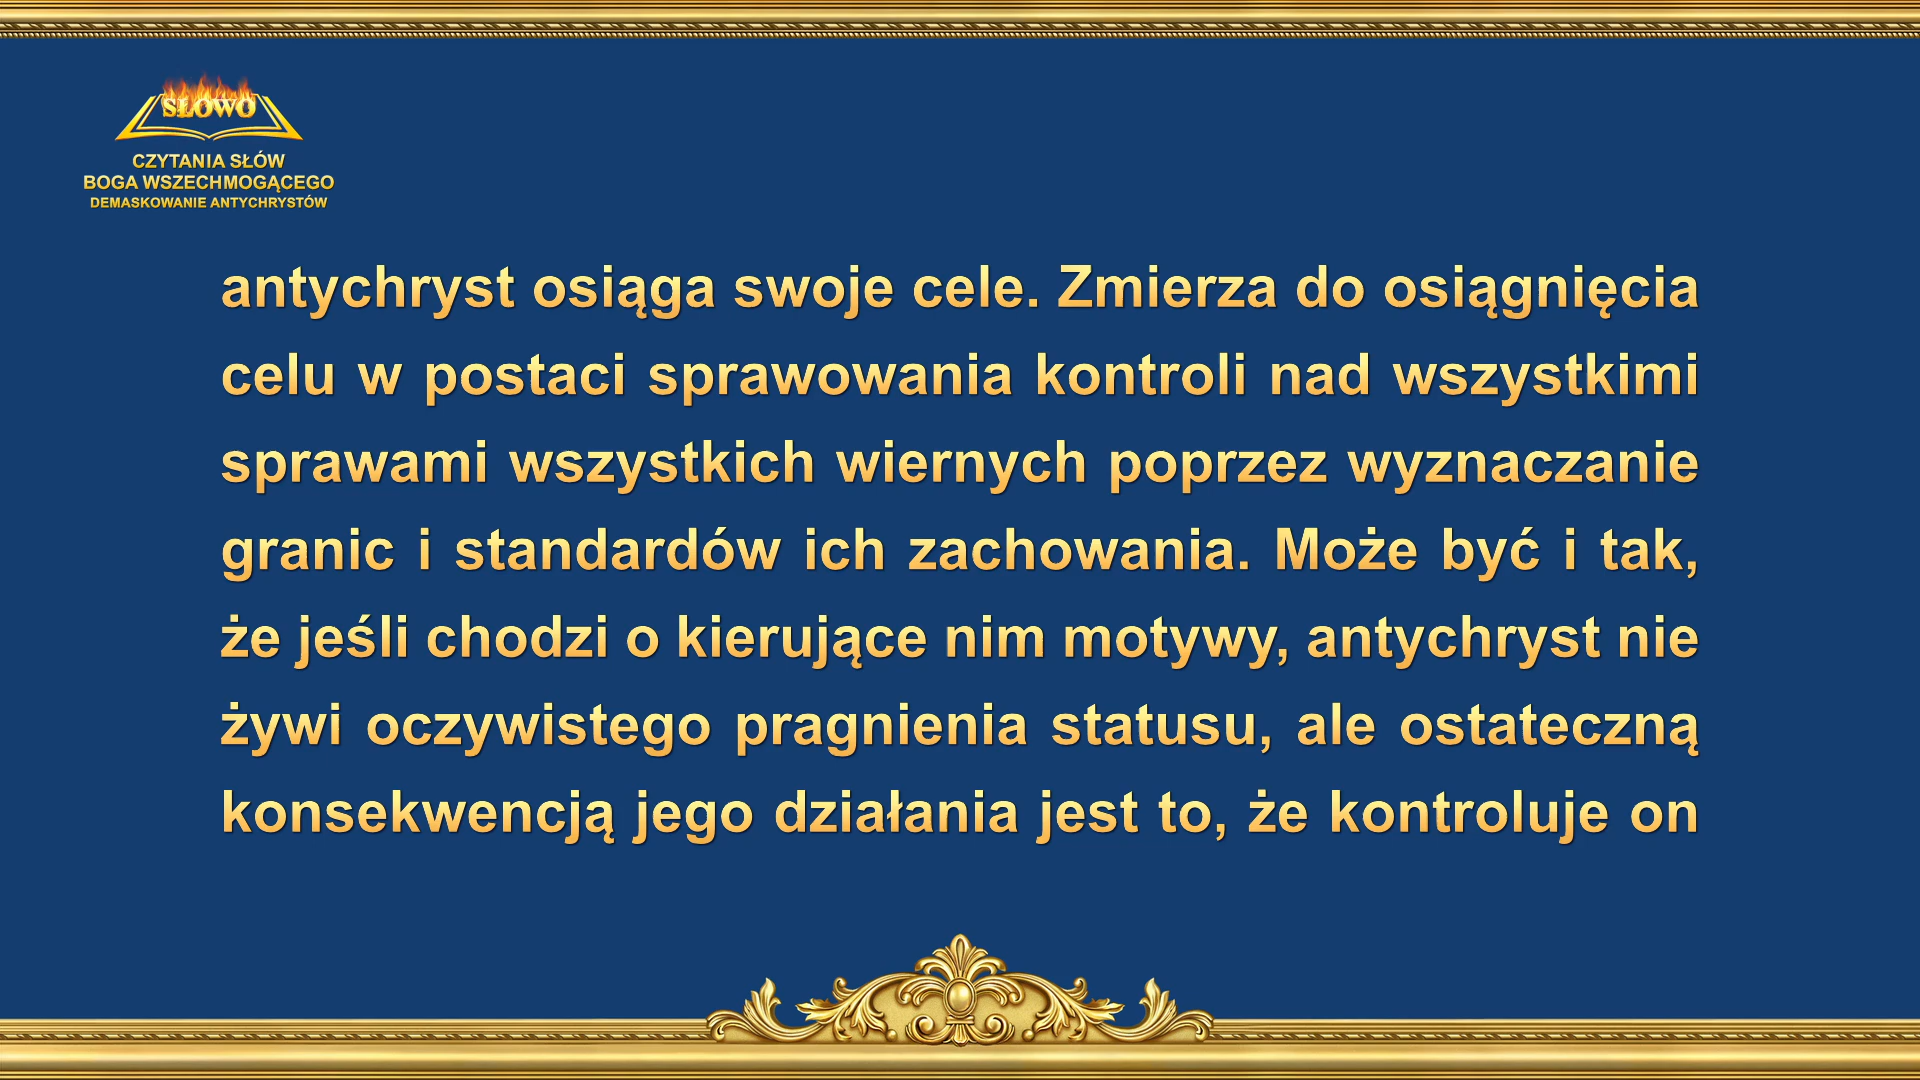 SŁOWO
CZYTANIA SŁÓW
BOGA WSZECHMOGĄCEGO
DEMASKOWANIE ANTYCHRYSTÓW
antychryst osiąga swoje cele. Zmierza do osiągnięcia
celu w postaci sprawowania kontroli nad wszystkimi
sprawami wszystkich wiernych poprzez wyznaczanie
granic i standardów ich zachowania. Może być i tak,
że jeśli chodzi o kierujące nim motywy, antychryst nie
żywi oczywistego pragnienia statusu, ale ostateczną
konsekwencją jego działania jest to, że kontroluje on